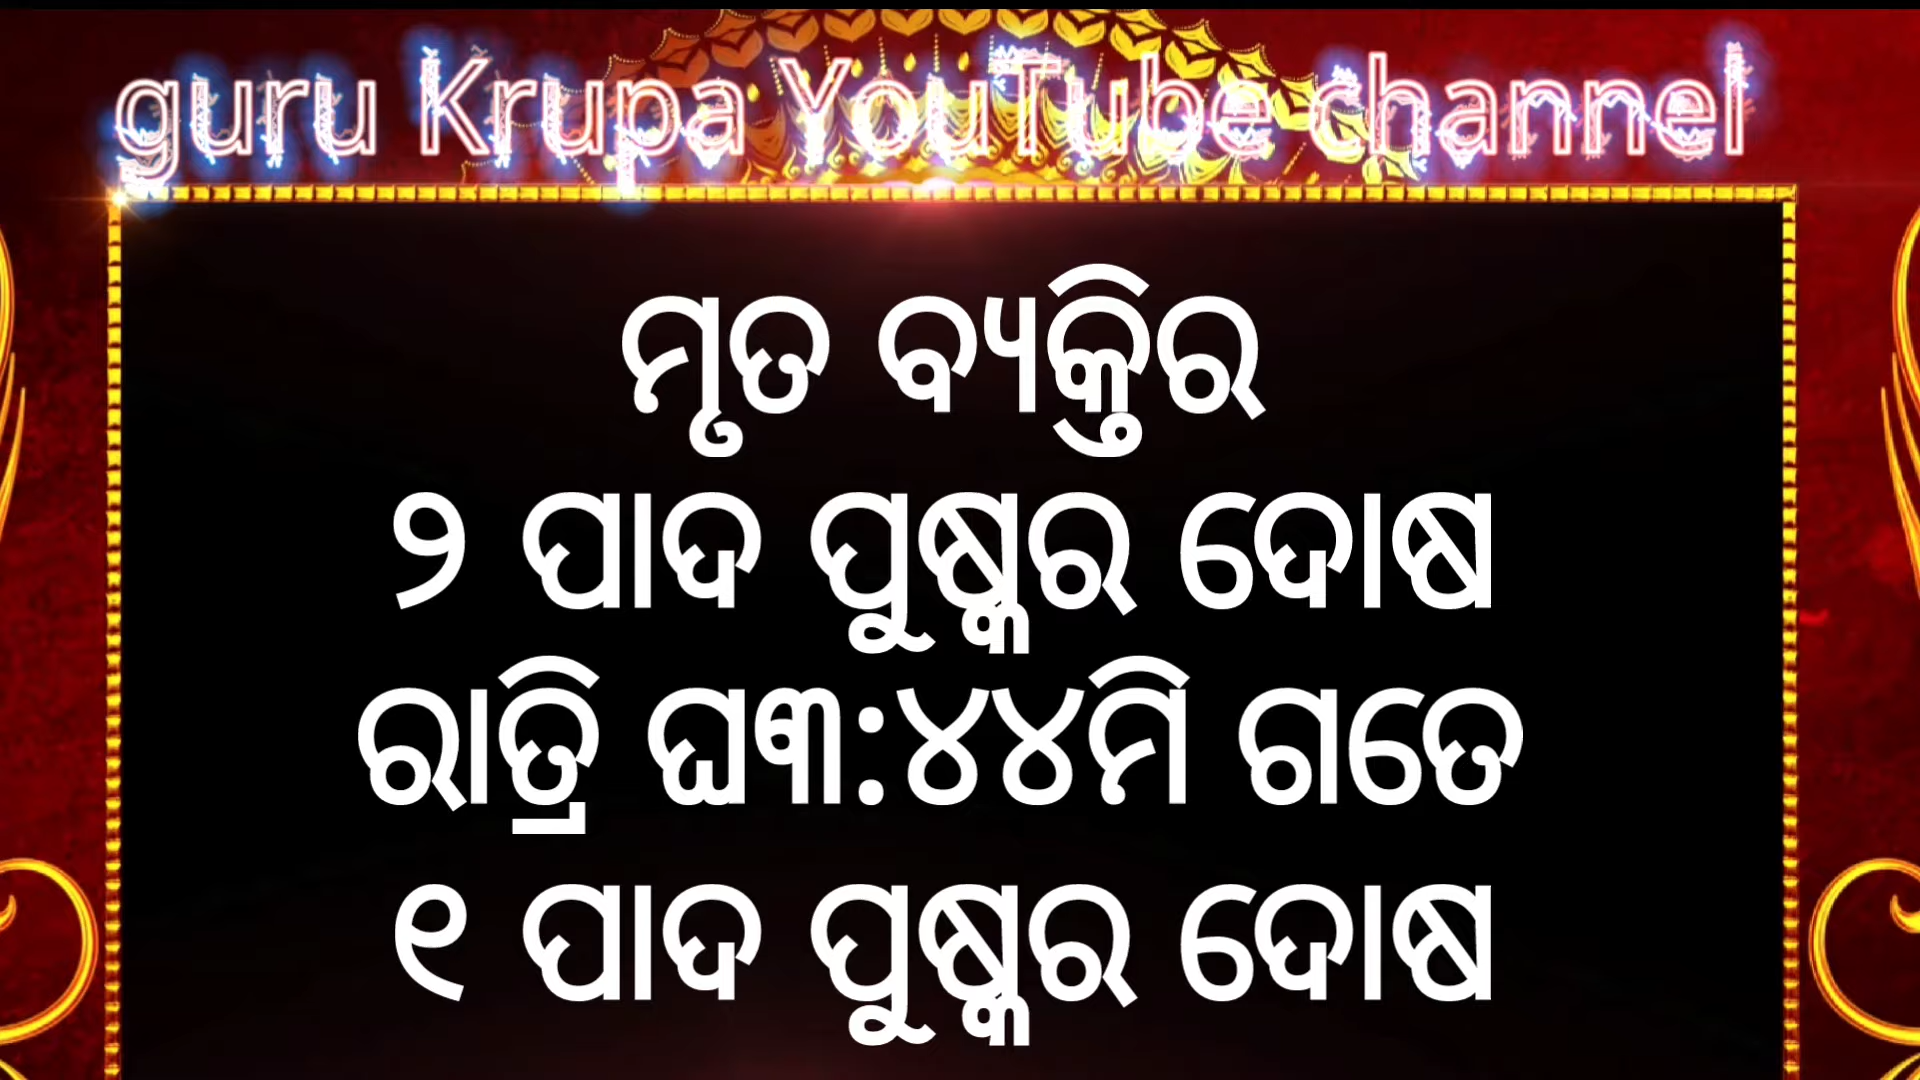 guru Krupa YouTube channel
ମୃତ ବ୍ୟକ୍ତିର
୨ ପାଦ ପୁଷ୍କର ଦୋଷ
ରାତ୍ରି ଘ୩:୪୪ମି ଗତେ
୧ ପାଦ ପୁଷ୍କର ଦୋଷ